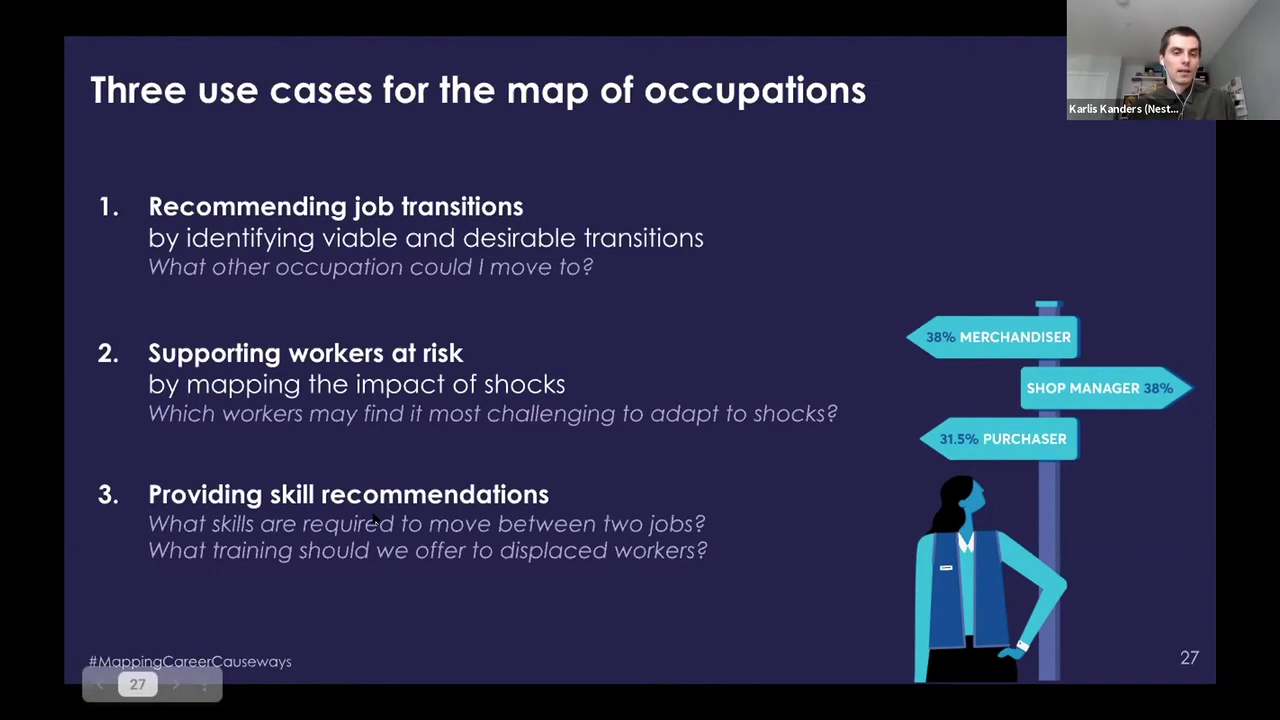 Three use cases for the map of occupations
Karlis Kanders (Nest...
1. Recommending job transitions
by identifying viable and desirable transitions
What other occupation could I move to?
2. Supporting workers at risk
by mapping the impact of shocks
Which workers may find it most challenging to adapt to shocks?
3. Providing skill recommendations
What skills are required to move between two jobs?
What training should we offer to displaced workers?
38% MERCHANDISER
SHOP MANAGER 38%
31.5% PURCHASER
#MappingCareerCauseways
27
27